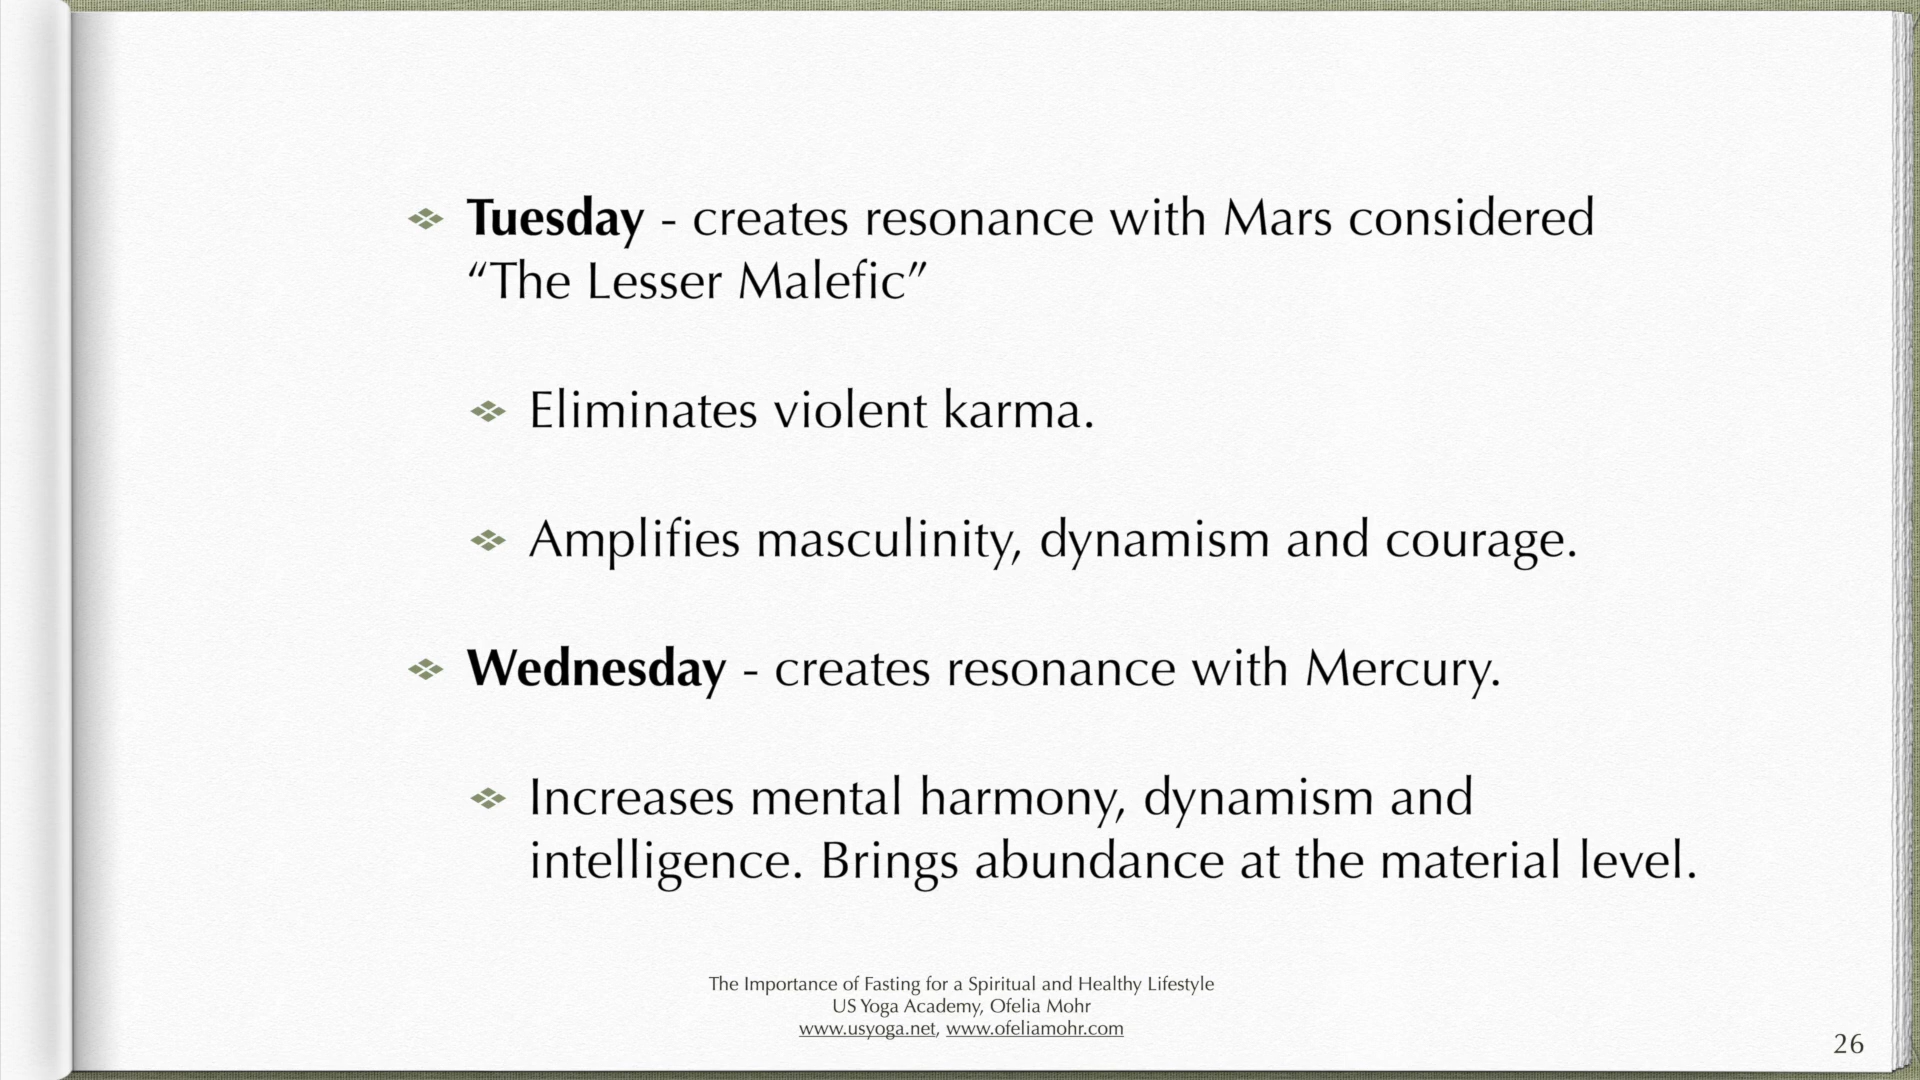 Tuesday - creates resonance with Mars considered
“The Lesser Malefic”
Eliminates violent karma.
Amplifies masculinity, dynamism and courage.
Wednesday - creates resonance with Mercury.
Increases mental harmony, dynamism and
intelligence. Brings abundance at the material level.
The Importance of Fasting for a Spiritual and Healthy Lifestyle
US Yoga Academy, Ofelia Mohr
www.usyoga.net, www.ofeliamohr.com
26